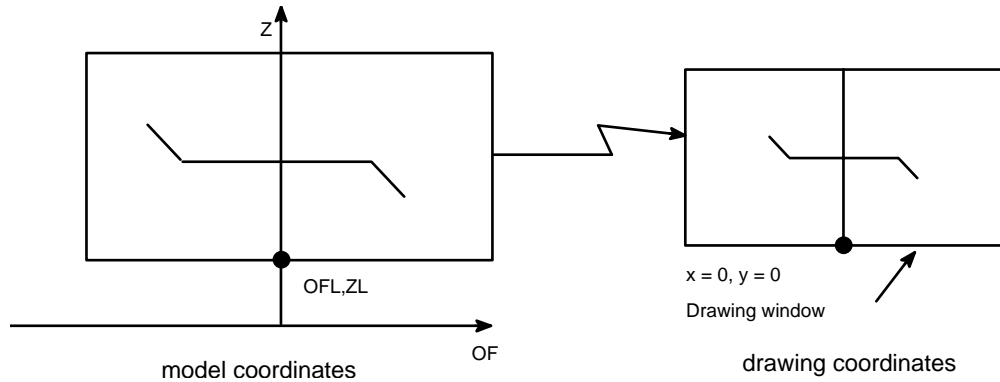 Z
OFL,ZL
OF
model coordinates
x = 0, y = 0
Drawing window
drawing coordinates